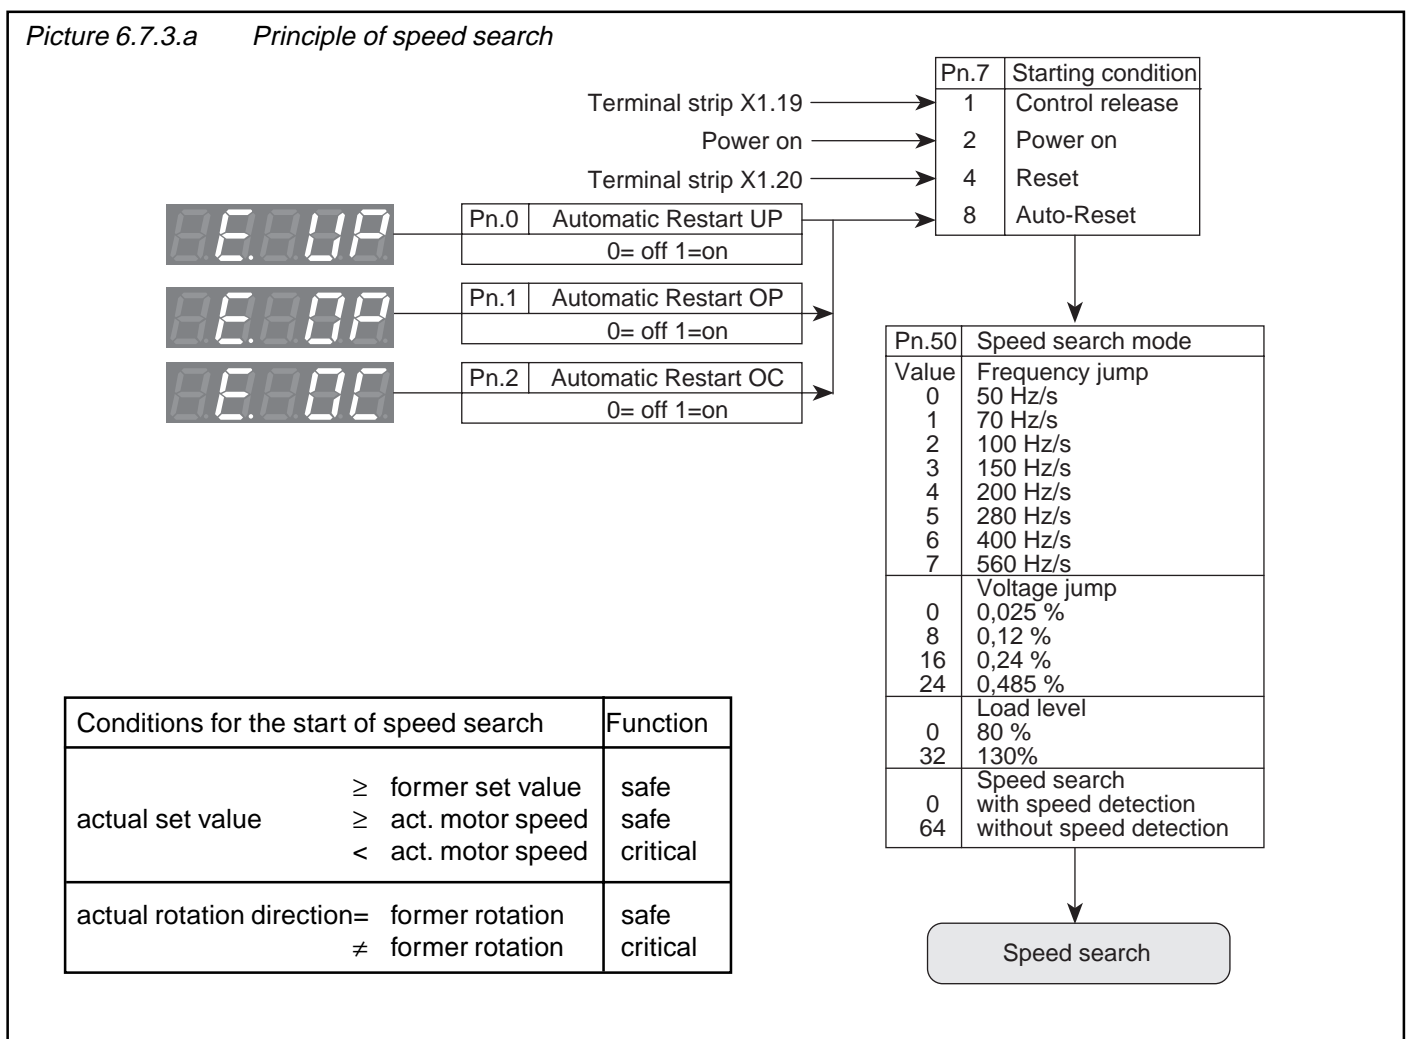 Picture 6.7.3.a Principle of speed search
Pn.7 Starting condition
Terminal strip X1.19 1 Control release
Power on 2 Power on
Terminal strip X1.20 4 Reset
8 Auto-Reset
E. UP
Pn.0 Automatic Restart UP
0= off 1=on
E. OP
Pn.1 Automatic Restart OP
0= off 1=on
E. OC
Pn.2 Automatic Restart OC
0= off 1=on
Pn.50 Speed search mode
Value Frequency jump
0 50 Hz/s
1 70 Hz/s
2 100 Hz/s
3 150 Hz/s
4 200 Hz/s
5 280 Hz/s
6 400 Hz/s
7 560 Hz/s
Voltage jump
0 0,025 %
8 0,12 %
16 0,24 %
24 0,485 %
Load level
0 80 %
32 130%
Speed search
0 with speed detection
64 without speed detection
Speed search
Conditions for the start of speed search Function
≥ former set value safe
actual set value ≥ act. motor speed safe
< act. motor speed critical
actual rotation direction= former rotation safe
≠ former rotation critical